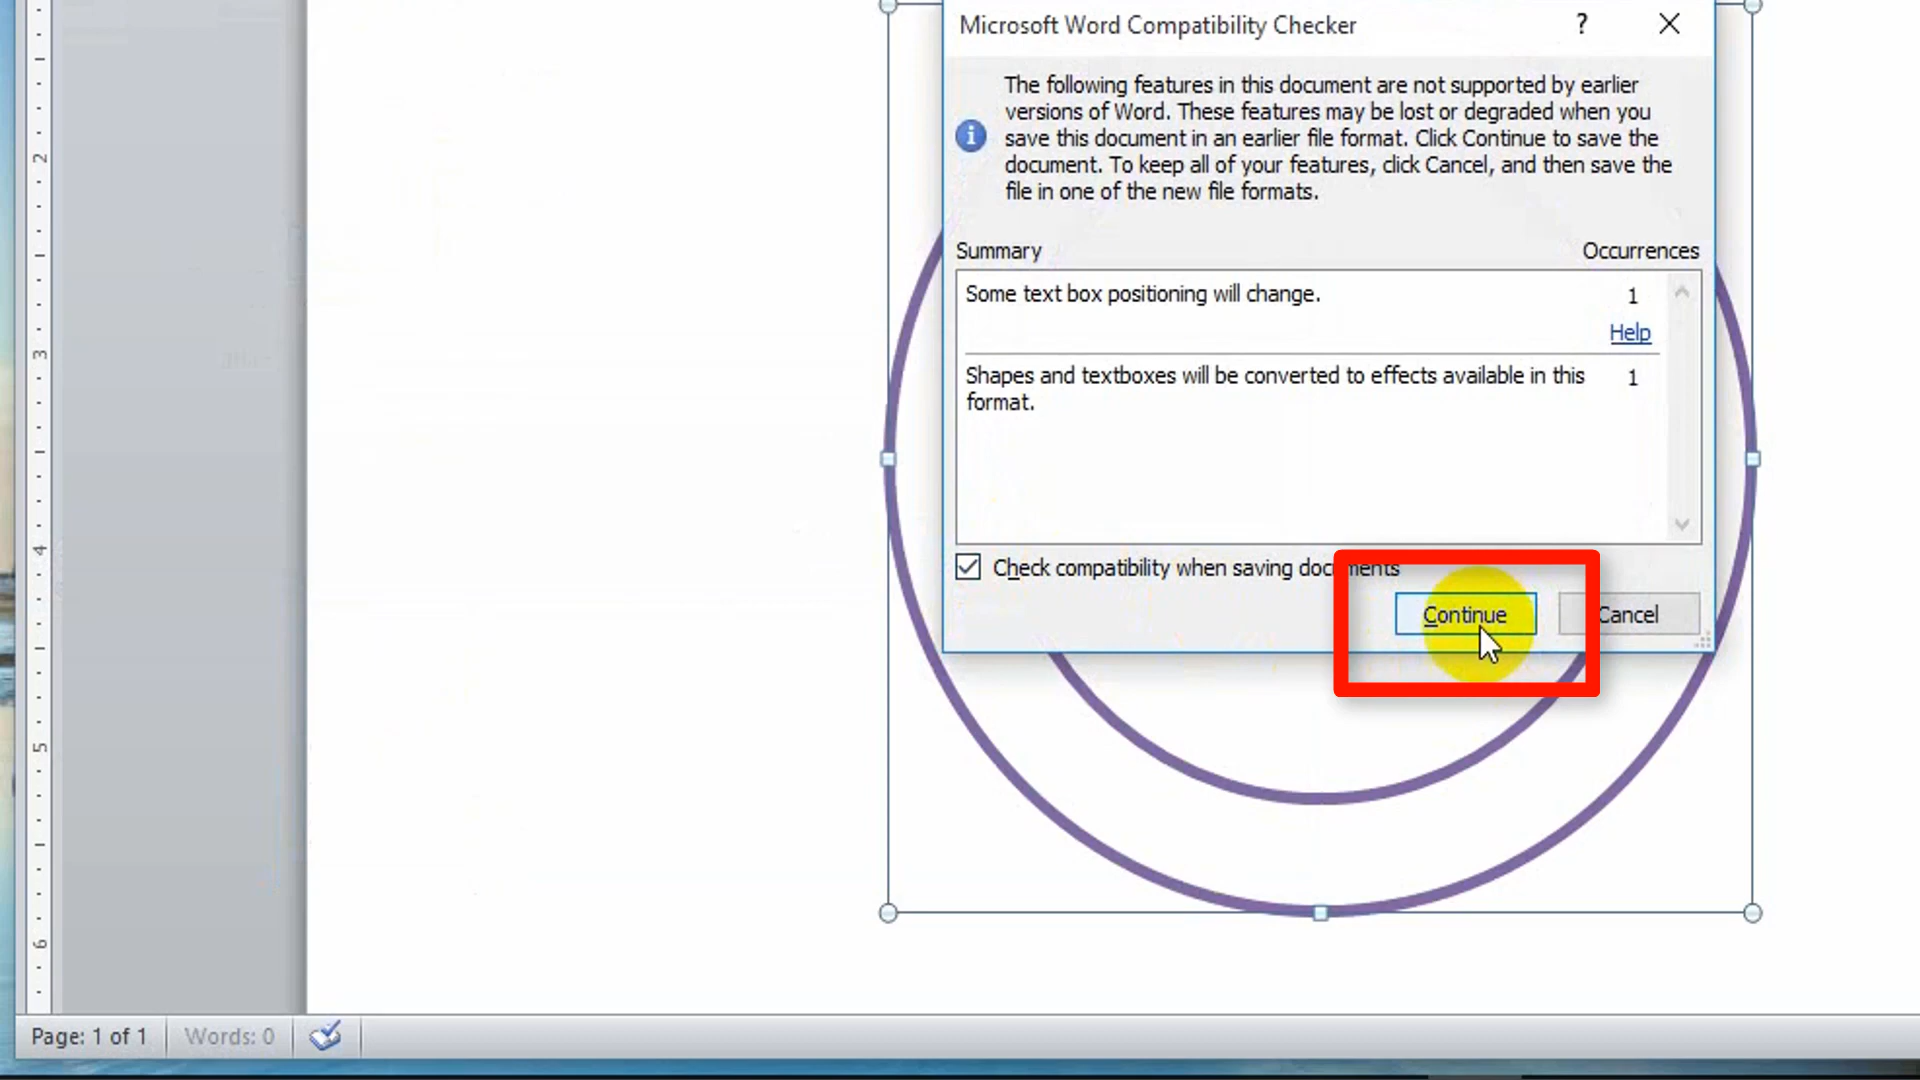 Microsoft Word Compatibility Checker ?
The following features in this document are not supported by earlier
versions of Word. These features may be lost or degraded when you
save this document in an earlier file format. Click Continue to save the
document. To keep all of your features, click Cancel, and then save the
file in one of the new file formats.
Summary Occurrences
Some text box positioning will change. 1
Help
Shapes and textboxes will be converted to effects available in this 1
format.
Check compatibility when saving documents
Continue Cancel
2
3
4
5
6
Page: 1 of 1 Words: 0